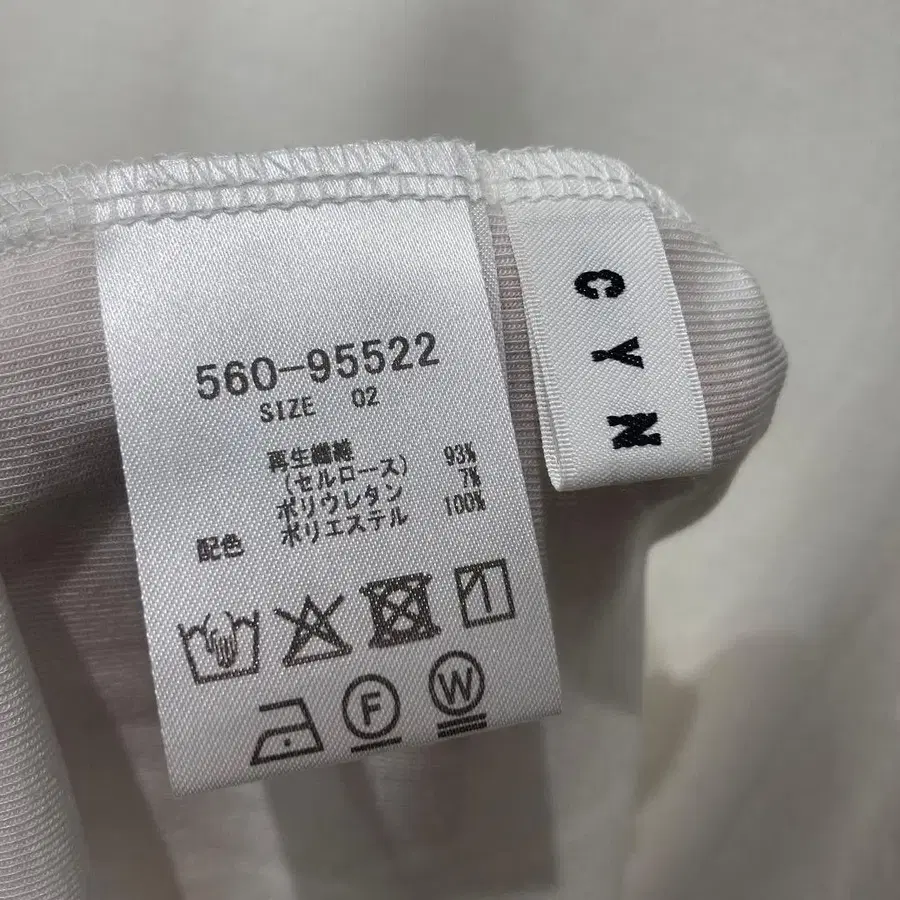 560-95522
SIZE 02
再生繊維
(セルロース) 93%
ポリウレタン 7%
配色 ポリエステル 100%
F
W
CYN